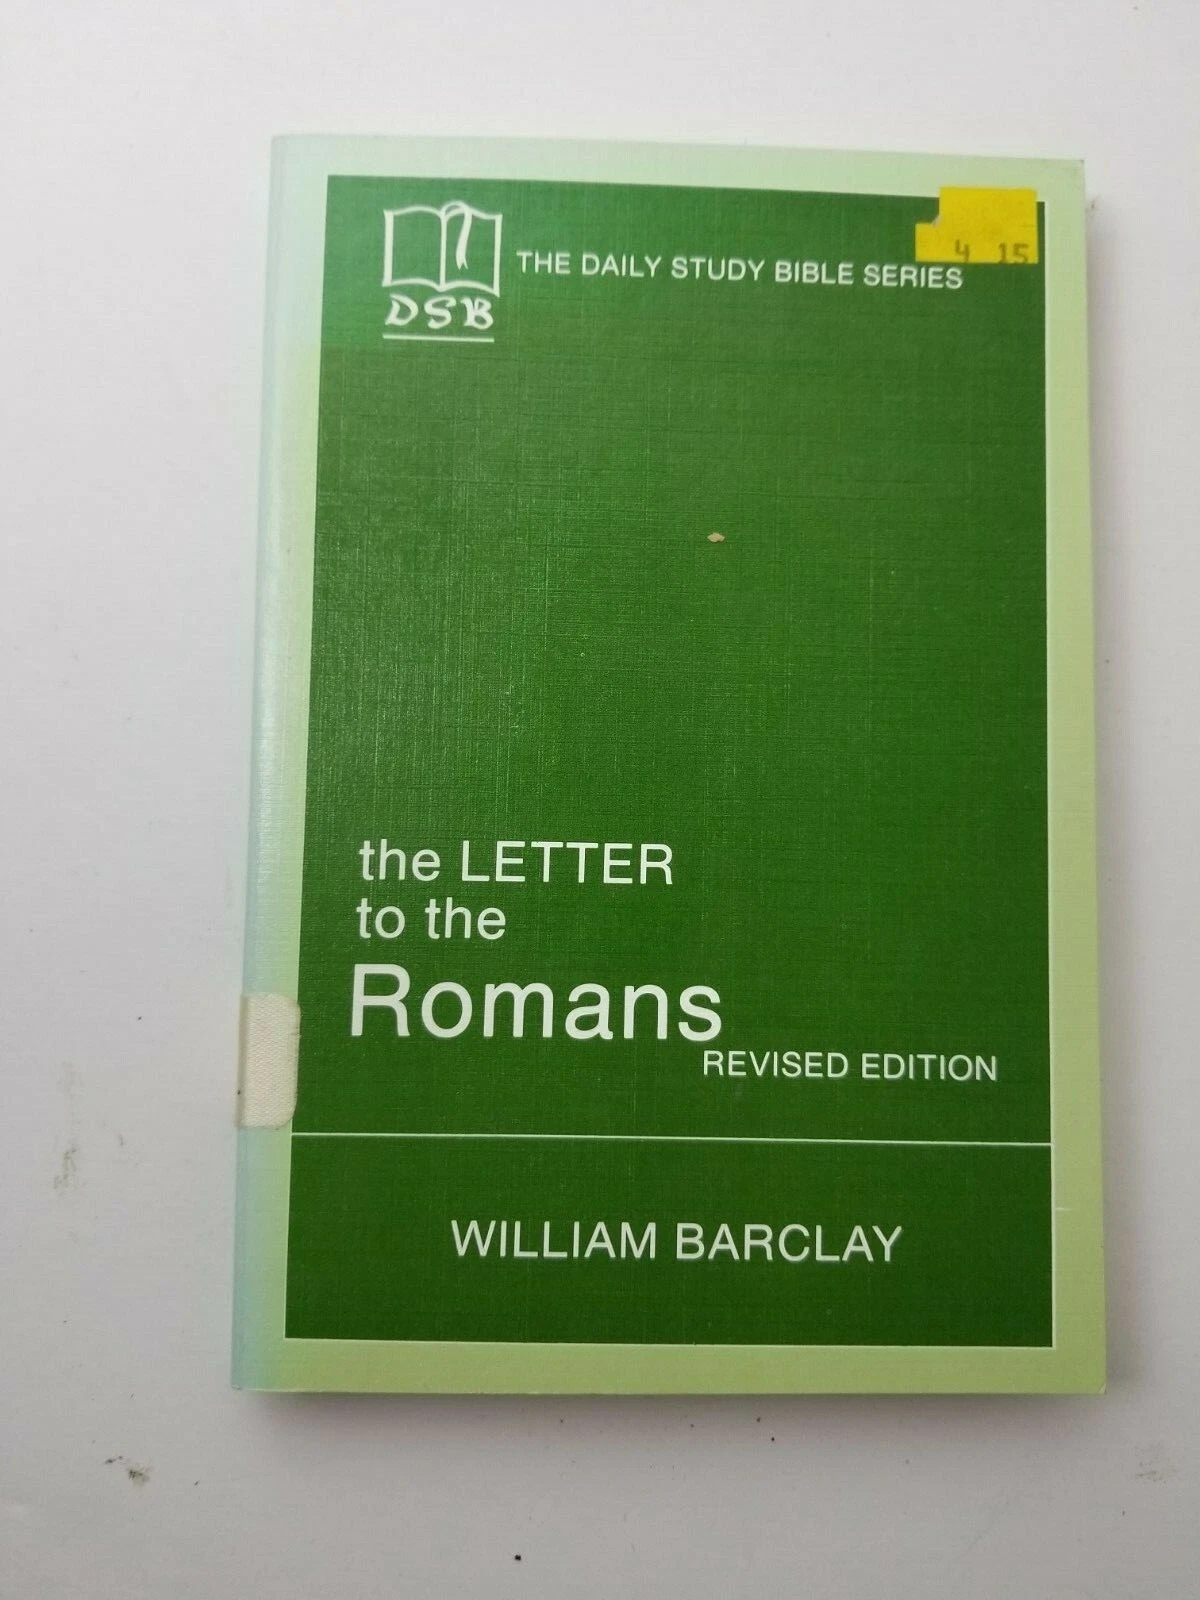 THE DAILY STUDY BIBLE SERIES
4 15
DSB
the LETTER
to the
Romans
REVISED EDITION
WILLIAM BARCLAY